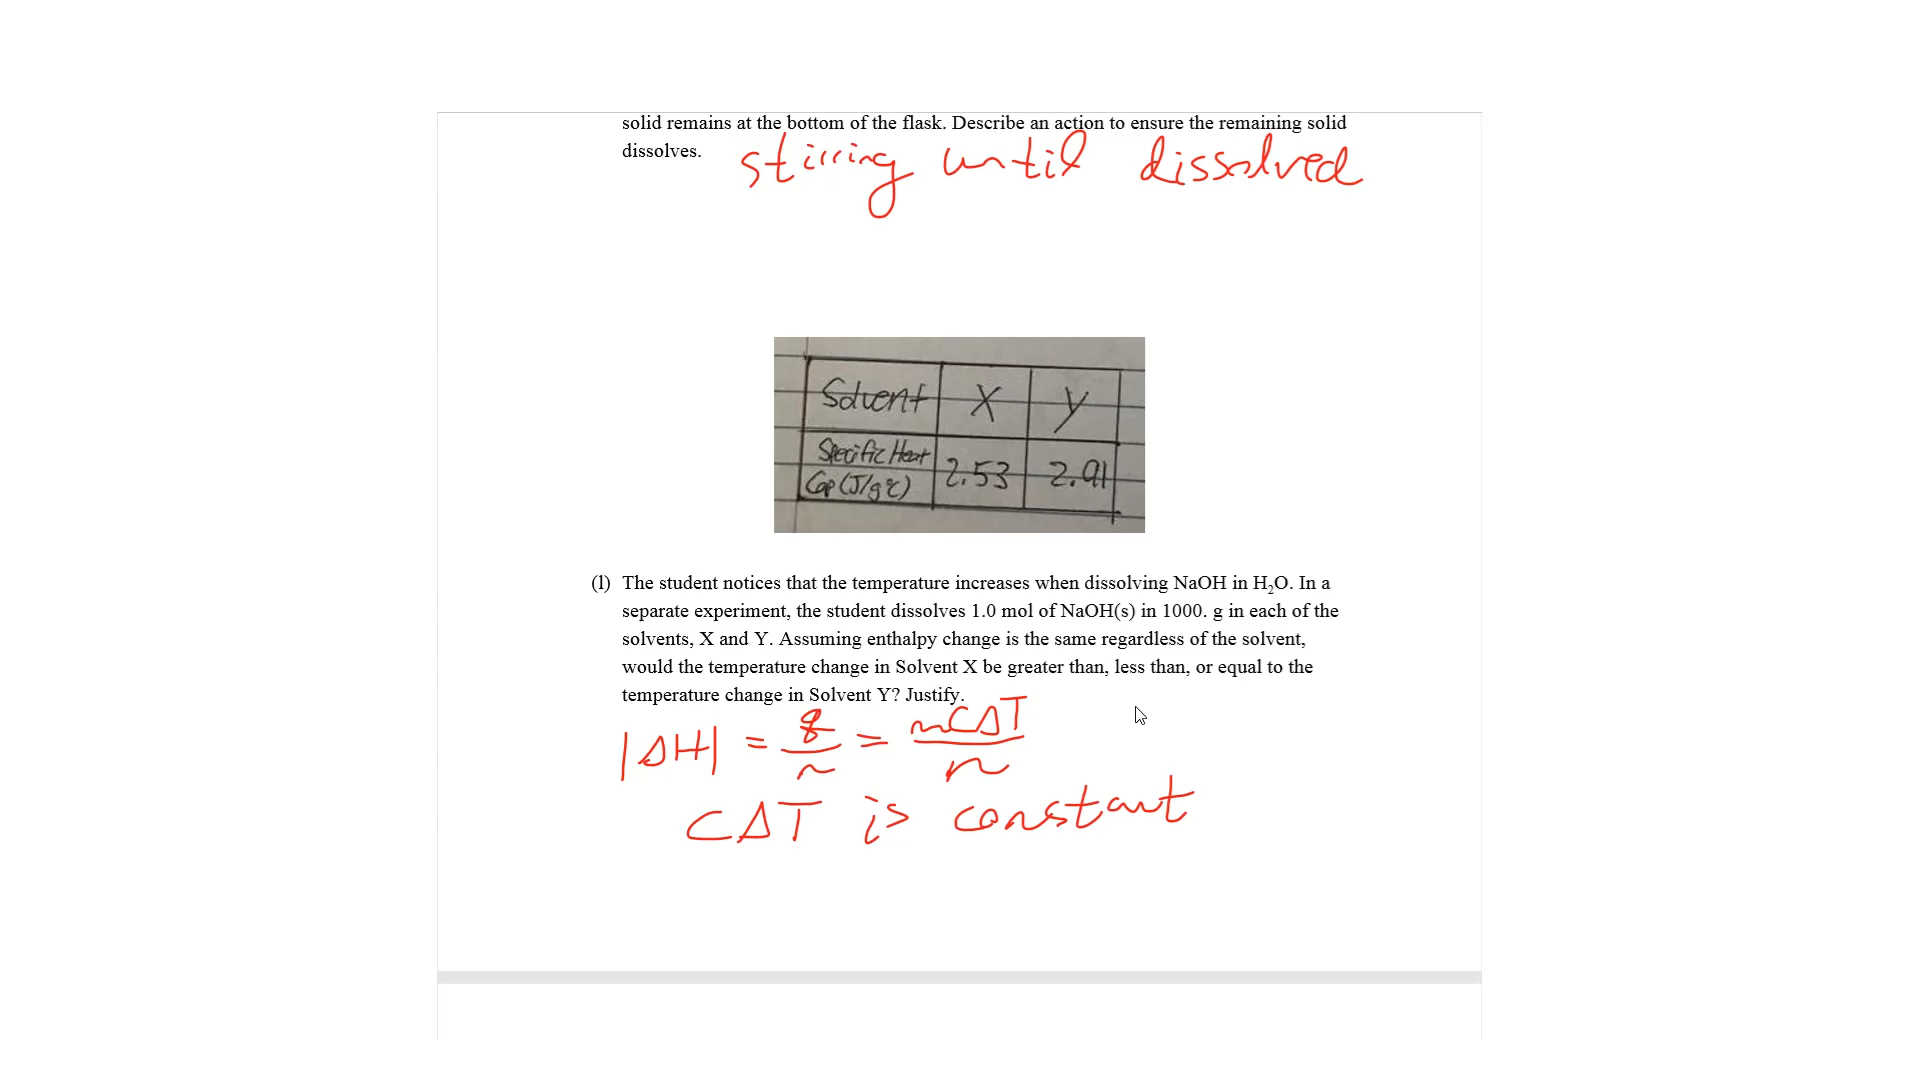 solid remains at the bottom of the flask. Describe an action to ensure the remaining solid
dissolves.
stirring until dissolved
Solvent X Y
Specific Heat Cap (J/g°C) 2.53 2.91
(l) The student notices that the temperature increases when dissolving NaOH in H₂O. In a
separate experiment, the student dissolves 1.0 mol of NaOH(s) in 1000. g in each of the
solvents, X and Y. Assuming enthalpy change is the same regardless of the solvent,
would the temperature change in Solvent X be greater than, less than, or equal to the
temperature change in Solvent Y? Justify.
|ΔH| = q/n = mCΔT/n
CΔT is constant